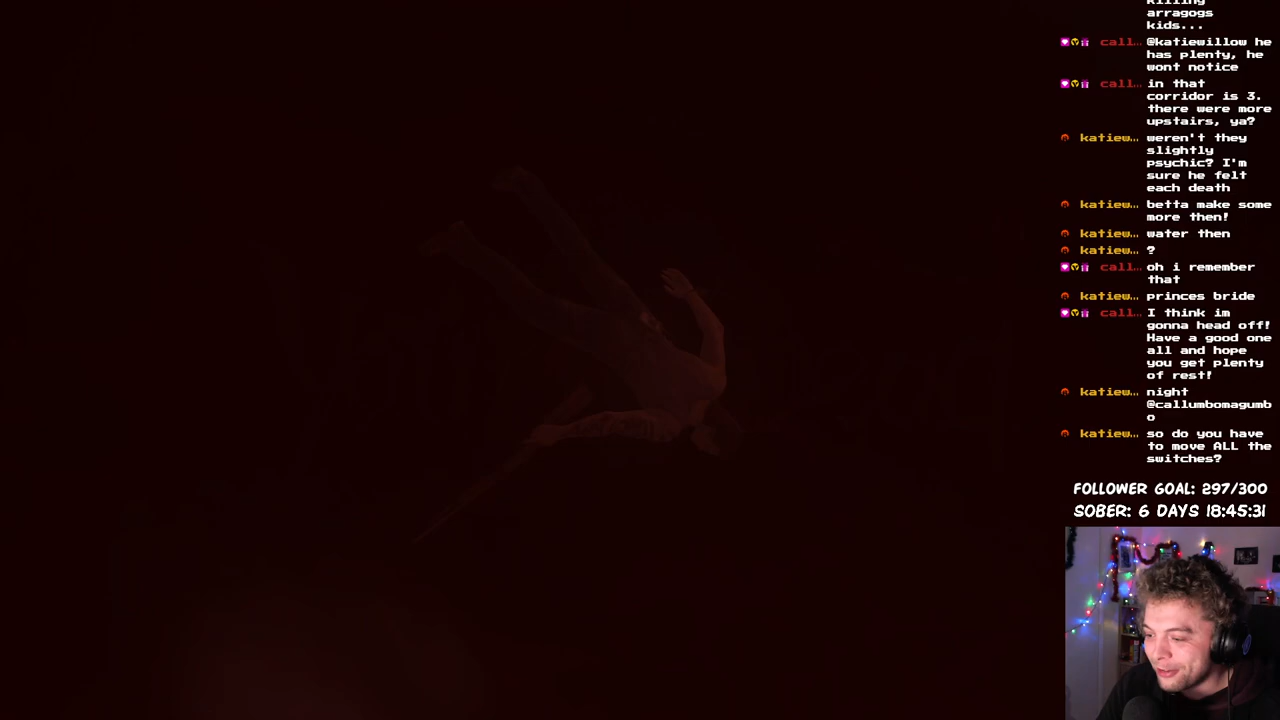 killing
arragogs
kids...
call... @katiewillow he
has plenty, he
wont notice
call... in that
corridor is 3.
there were more
upstairs, ya?
katiew... weren't they
slightly
psychic? I'm
sure he felt
each death
katiew... betta make some
more then!
katiew... water then
katiew... ?
call... oh i remember
that
katiew... princes bride
call... I think im
gonna head off!
Have a good one
all and hope
you get plenty
of rest!
katiew... night
@callumbomagumb
o
katiew... so do you have
to move ALL the
switches?
FOLLOWER GOAL: 297/300
SOBER: 6 DAYS 18:45:31